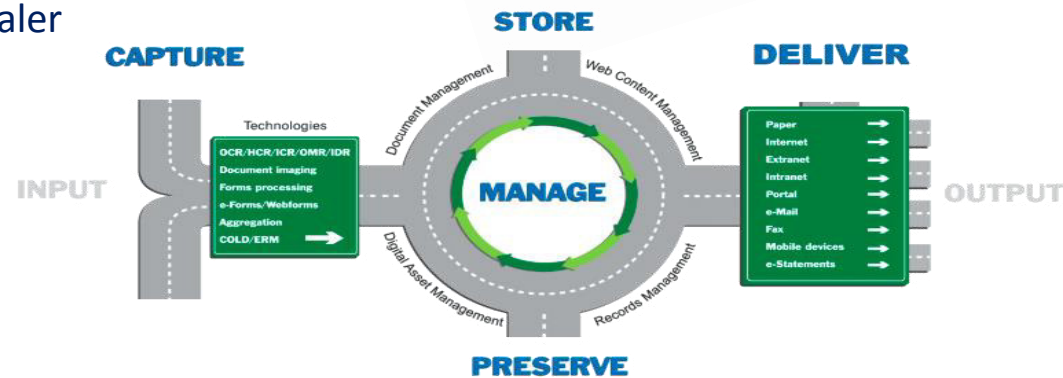 aler
STORE
CAPTURE
DELIVER
Document Management
Web Content Management
Technologies
OCR/HCR/ICR/OMR/IDR
Document imaging
Forms processing
e-Forms/Webforms
Aggregation
COLD/ERM
INPUT
MANAGE
Paper
Internet
Extranet
Intranet
Portal
e-Mail
Fax
Mobile devices
e-Statements
OUTPUT
Digital Asset Management
Records Management
PRESERVE